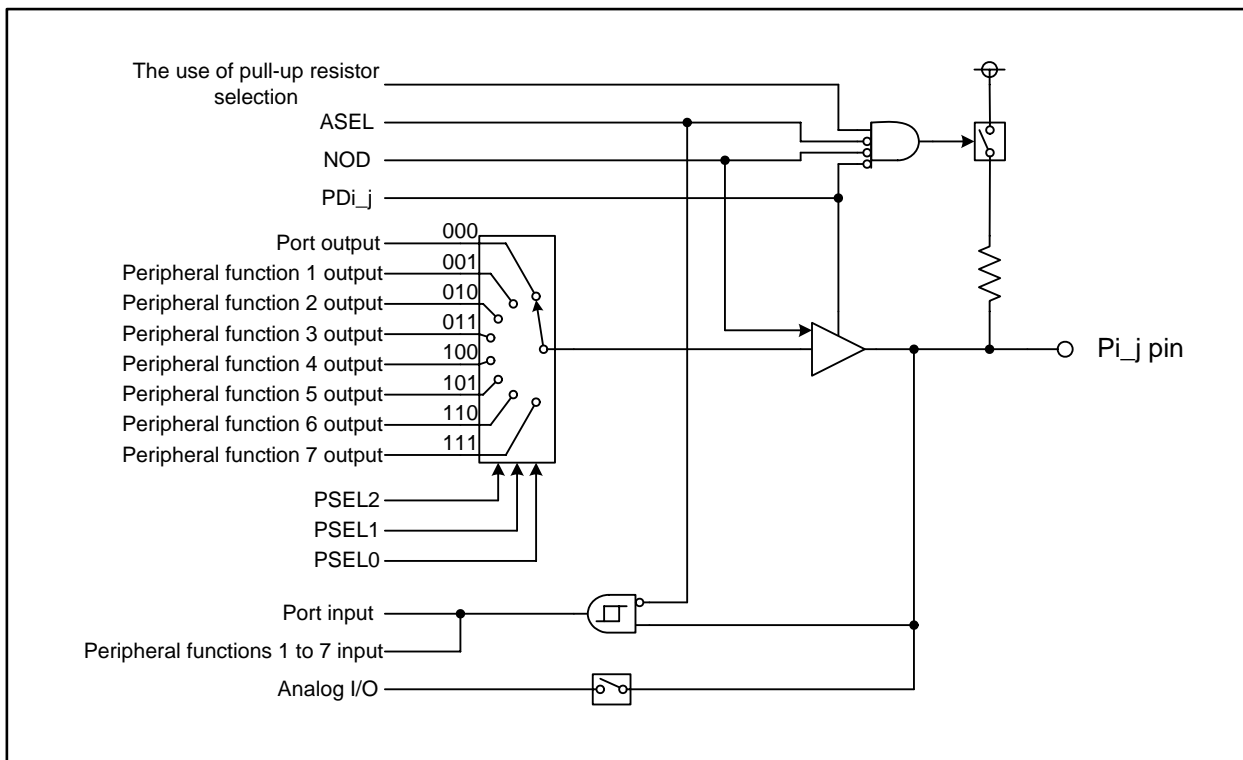 The use of pull-up resistor
selection
ASEL
NOD
PDi_j
Port output 000
Peripheral function 1 output 001
Peripheral function 2 output 010
Peripheral function 3 output 011
Peripheral function 4 output 100
Peripheral function 5 output 101
Peripheral function 6 output 110
Peripheral function 7 output 111
Pi_j pin
PSEL2
PSEL1
PSEL0
Port input
Peripheral functions 1 to 7 input
Analog I/O